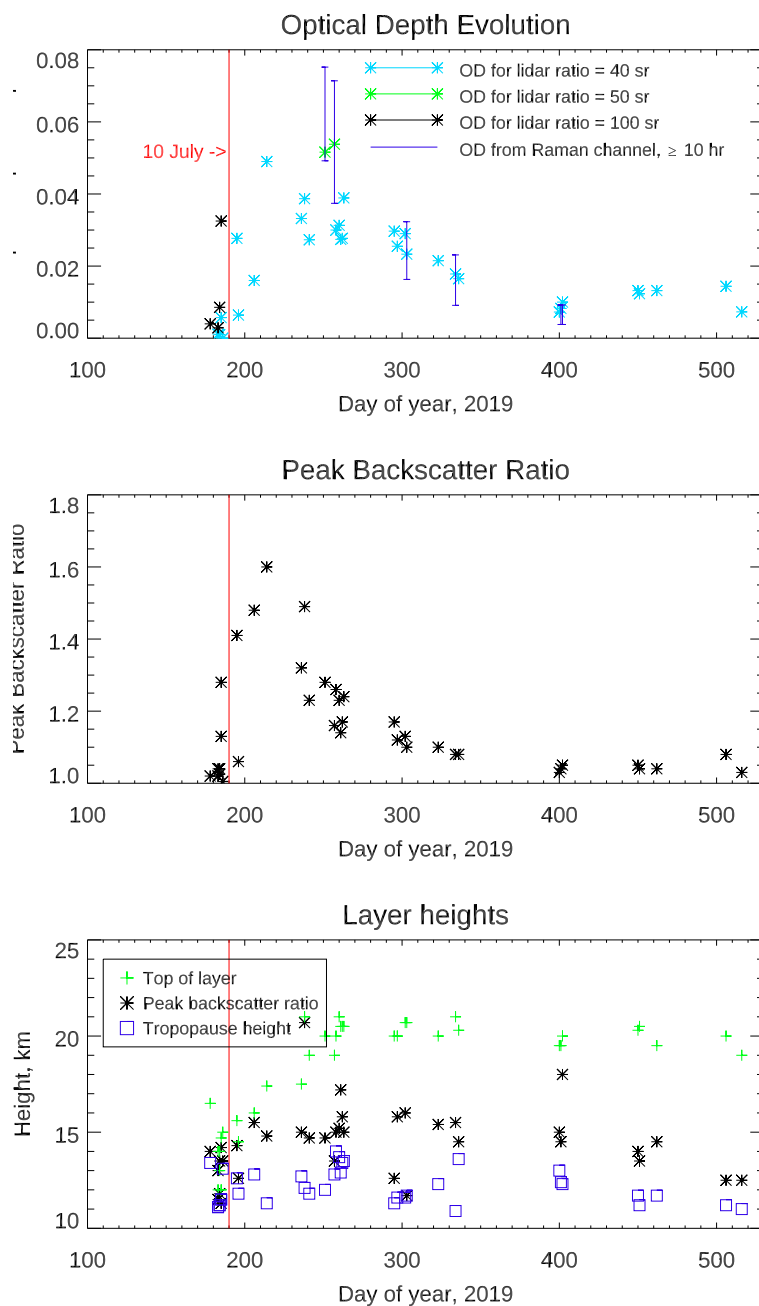 Optical Depth Evolution
0.08
0.06
0.04
0.02
0.00
OD for lidar ratio = 40 sr
OD for lidar ratio = 50 sr
OD for lidar ratio = 100 sr
OD from Raman channel, ≥ 10 hr
10 July ->
100 200 300 400 500
Day of year, 2019
Peak Backscatter Ratio
Peak Backscatter Ratio
1.8
1.6
1.4
1.2
1.0
100 200 300 400 500
Day of year, 2019
Layer heights
Height, km
25
20
15
10
Top of layer
Peak backscatter ratio
Tropopause height
100 200 300 400 500
Day of year, 2019